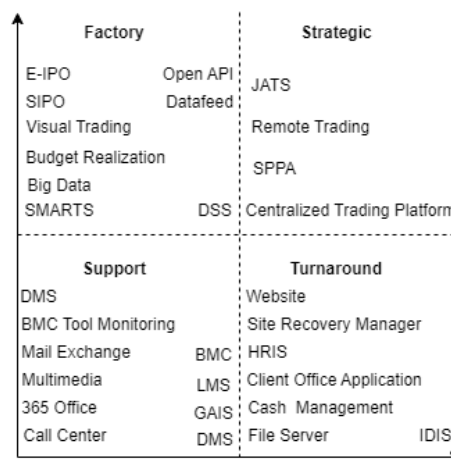 Factory
E-IPO Open API
SIPO Datafeed
Visual Trading
Budget Realization
Big Data
SMARTS DSS
Strategic
JATS
Remote Trading
SPPA
Centralized Trading Platform
Support
DMS
BMC Tool Monitoring
Mail Exchange BMC
Multimedia LMS
365 Office GAIS
Call Center DMS
Turnaround
Website
Site Recovery Manager
HRIS
Client Office Application
Cash Management
File Server IDIS